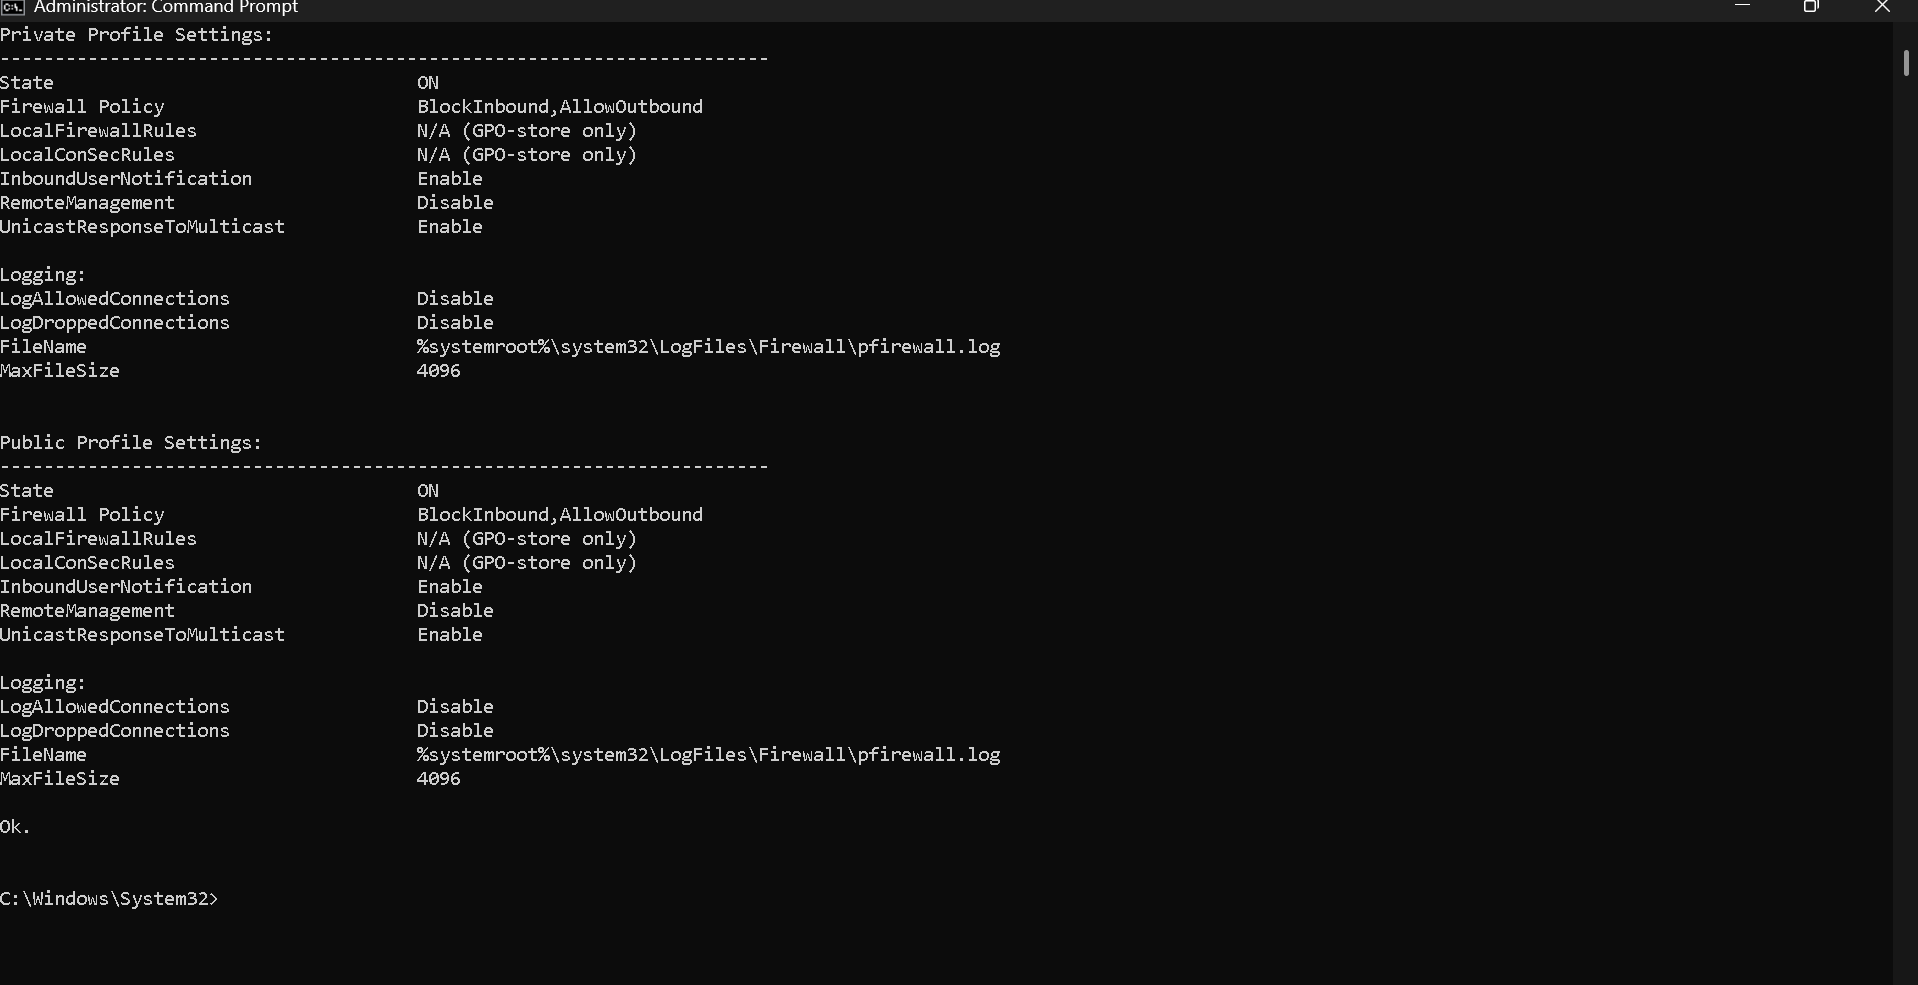 Administrator: Command Prompt
Private Profile Settings:
----------------------------------------------------------------------
State                                 ON
Firewall Policy                       BlockInbound,AllowOutbound
LocalFirewallRules                    N/A (GPO-store only)
LocalConSecRules                      N/A (GPO-store only)
InboundUserNotification               Enable
RemoteManagement                      Disable
UnicastResponseToMulticast            Enable

Logging:
LogAllowedConnections                 Disable
LogDroppedConnections                 Disable
FileName                              %systemroot%\system32\LogFiles\Firewall\pfirewall.log
MaxFileSize                           4096

Public Profile Settings:
----------------------------------------------------------------------
State                                 ON
Firewall Policy                       BlockInbound,AllowOutbound
LocalFirewallRules                    N/A (GPO-store only)
LocalConSecRules                      N/A (GPO-store only)
InboundUserNotification               Enable
RemoteManagement                      Disable
UnicastResponseToMulticast            Enable

Logging:
LogAllowedConnections                 Disable
LogDroppedConnections                 Disable
FileName                              %systemroot%\system32\LogFiles\Firewall\pfirewall.log
MaxFileSize                           4096

Ok.

C:\Windows\System32>